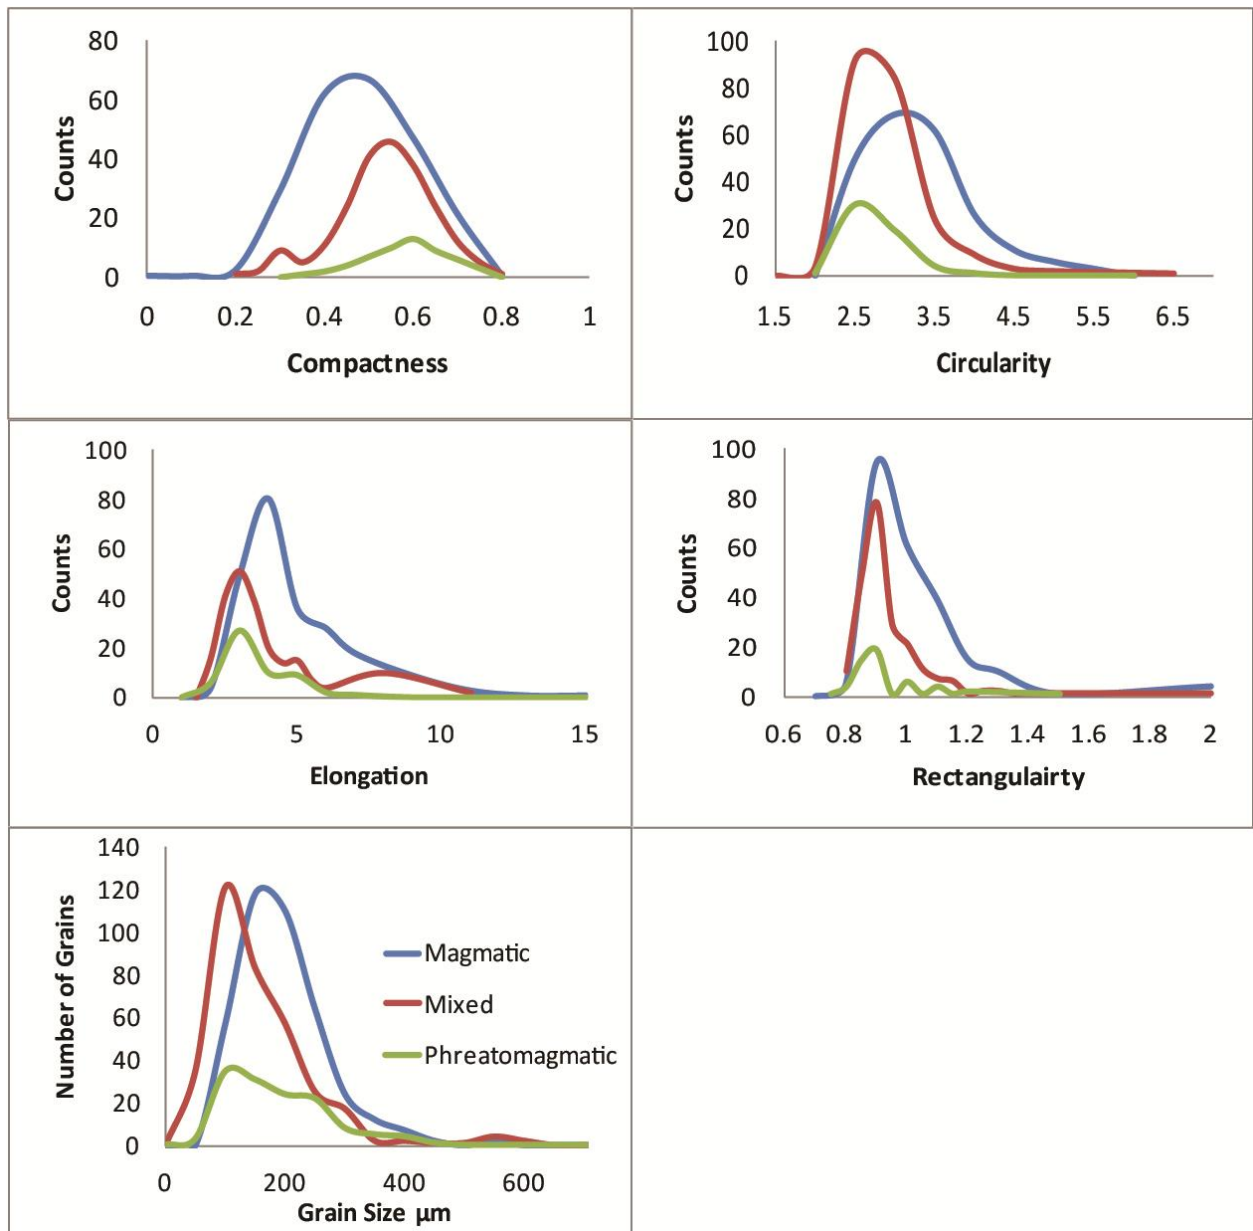 80
60
40
20
0
Counts
0 0.2 0.4 0.6 0.8 1
Compactness
100
80
60
40
20
0
Counts
1.5 2.5 3.5 4.5 5.5 6.5
Circularity
100
80
60
40
20
0
Counts
0 5 10 15
Elongation
100
80
60
40
20
0
Counts
0.6 0.8 1 1.2 1.4 1.6 1.8 2
Rectangulairty
140
120
100
80
60
40
20
0
Number of Grains
Magmatic
Mixed
Phreatomagmatic
0 200 400 600
Grain Size µm